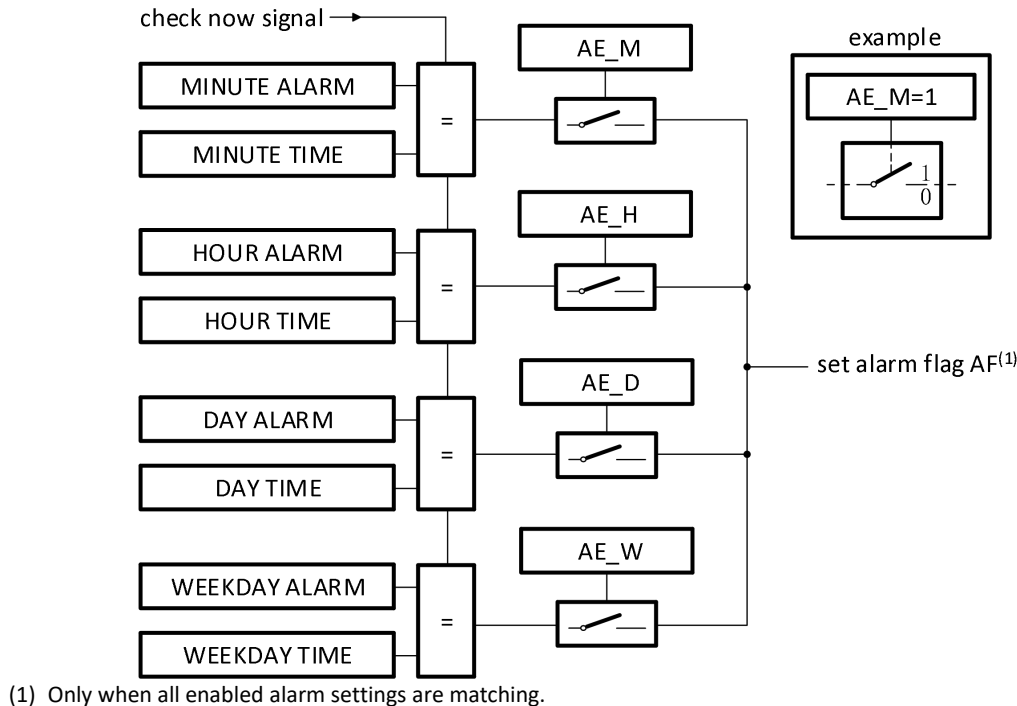 check now signal
MINUTE ALARM
MINUTE TIME
=
AE_M
HOUR ALARM
HOUR TIME
=
AE_H
DAY ALARM
DAY TIME
=
AE_D
WEEKDAY ALARM
WEEKDAY TIME
=
AE_W
example
AE_M=1
1
0
set alarm flag AF(1)
(1) Only when all enabled alarm settings are matching.